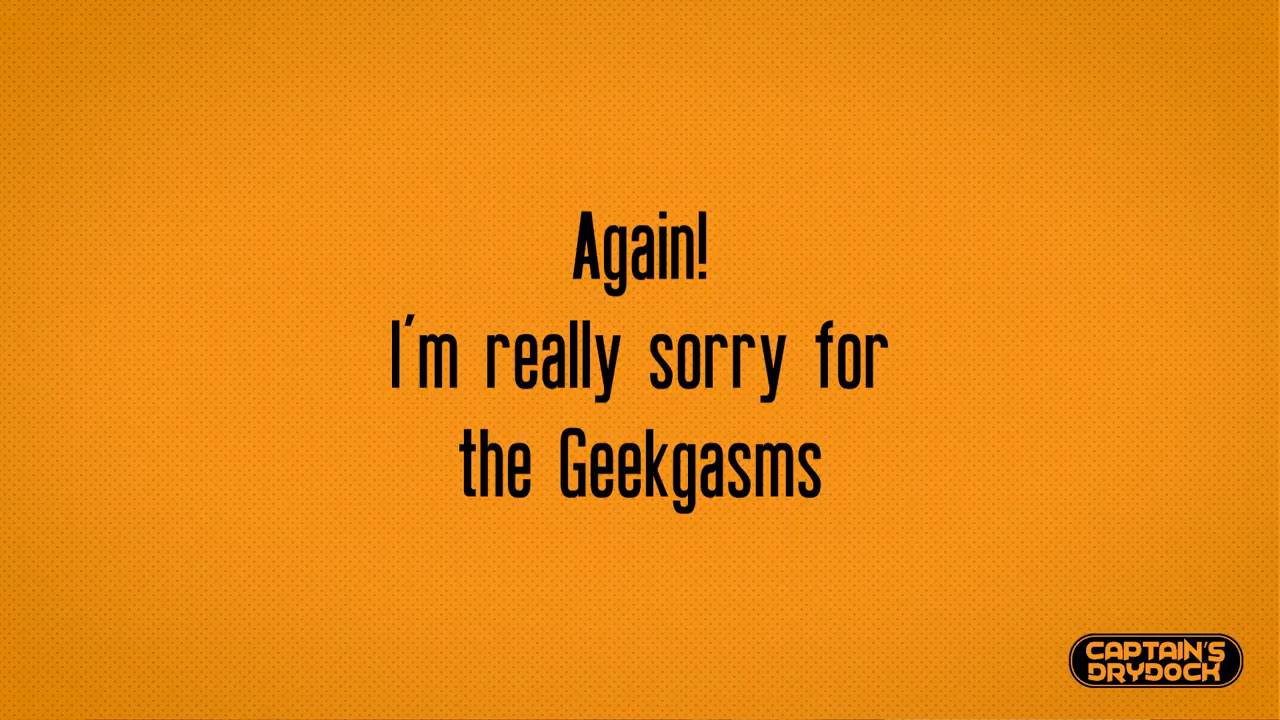 Again!
I'm really sorry for
the Geekgasms
CAPTAIN'S
DRYDOCK